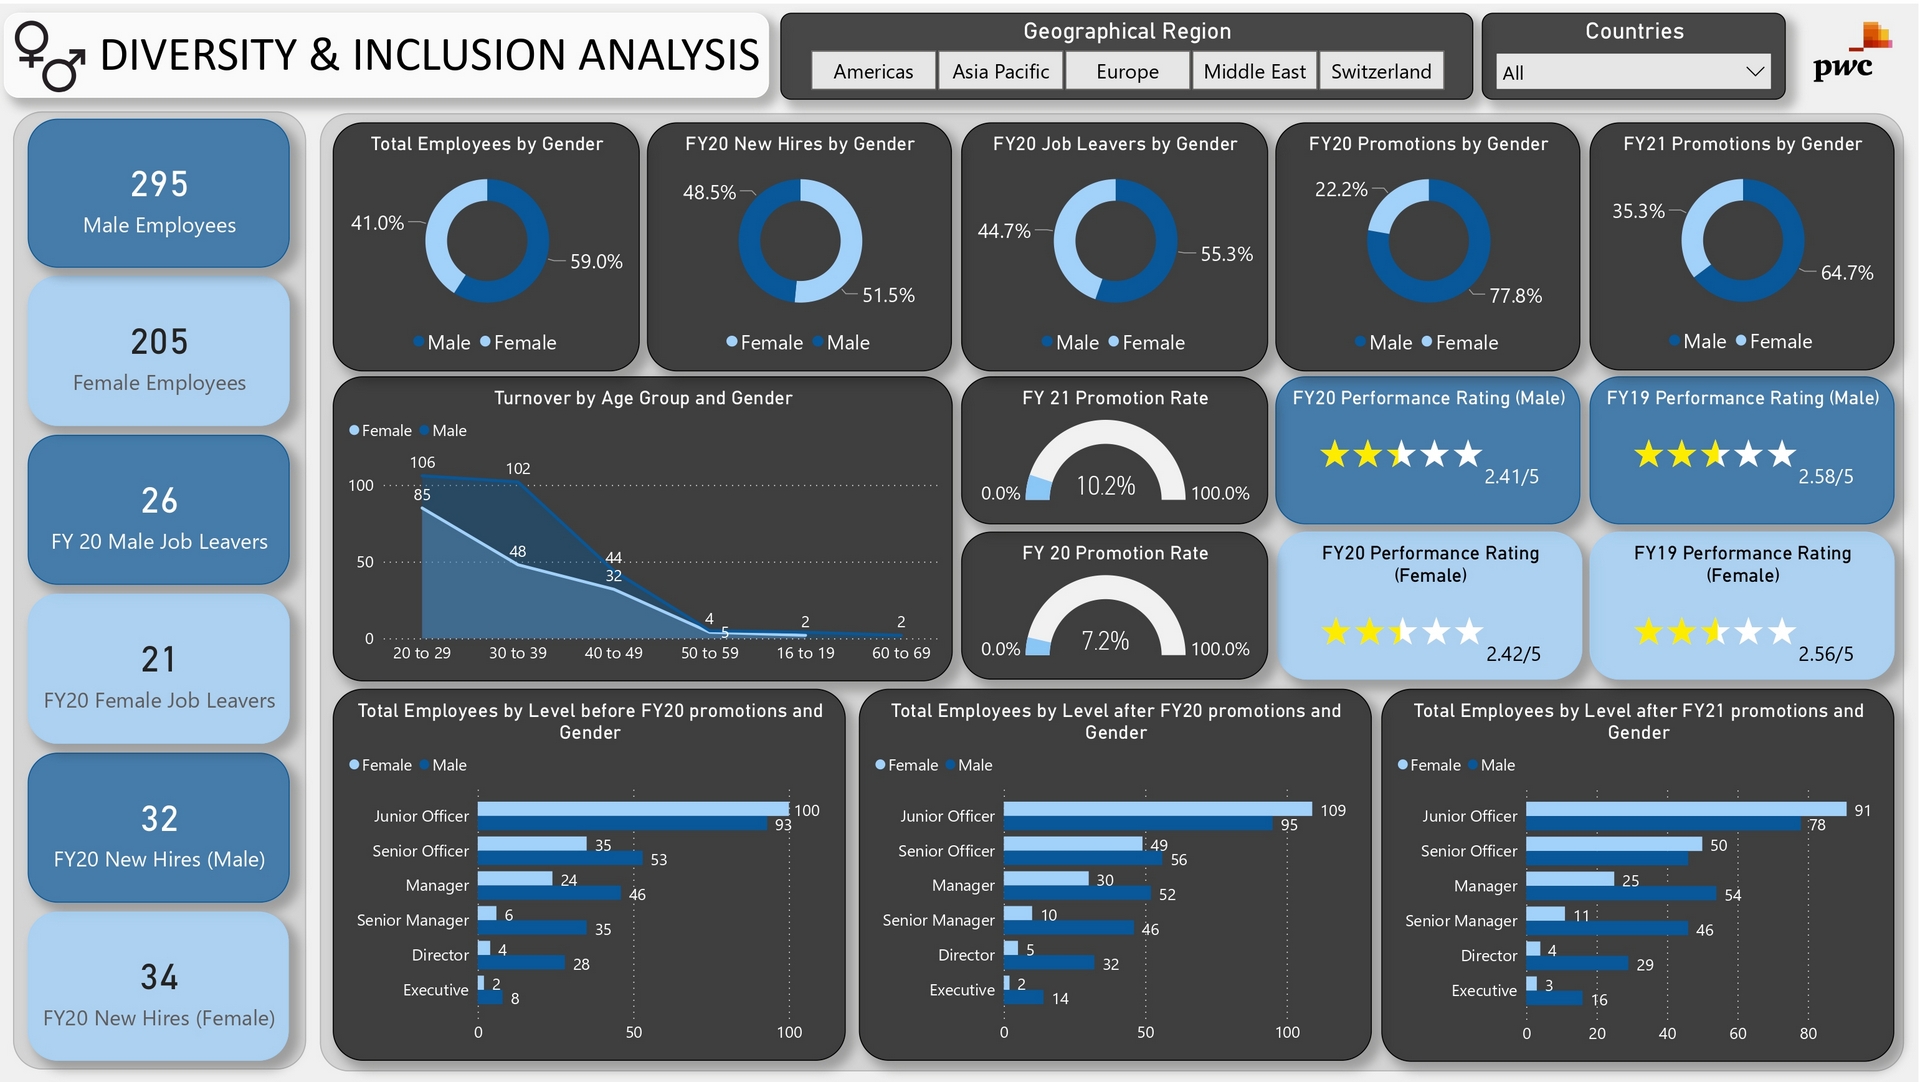 DIVERSITY & INCLUSION ANALYSIS
Geographical Region
Americas
Asia Pacific
Europe
Middle East
Switzerland
Countries
All
pwc
295
Male Employees
205
Female Employees
26
FY 20 Male Job Leavers
21
FY20 Female Job Leavers
32
FY20 New Hires (Male)
34
FY20 New Hires (Female)
Total Employees by Gender
41.0%
59.0%
Male Female
FY20 New Hires by Gender
48.5%
51.5%
Female Male
FY20 Job Leavers by Gender
44.7%
55.3%
Male Female
FY20 Promotions by Gender
22.2%
77.8%
Male Female
FY21 Promotions by Gender
35.3%
64.7%
Male Female
Turnover by Age Group and Gender
Female Male
106
102
100
85
48
44
50
32
4
5
2
2
0
20 to 29 30 to 39 40 to 49 50 to 59 16 to 19 60 to 69
FY 21 Promotion Rate
10.2%
0.0% 100.0%
FY 20 Promotion Rate
7.2%
0.0% 100.0%
FY20 Performance Rating (Male)
2.41/5
FY19 Performance Rating (Male)
2.58/5
FY20 Performance Rating
(Female)
2.42/5
FY19 Performance Rating
(Female)
2.56/5
Total Employees by Level before FY20 promotions and
Gender
Female Male
Junior Officer 100
93
Senior Officer 35
53
Manager 24
46
Senior Manager 6
35
Director 4
28
Executive 2
8
0 50 100
Total Employees by Level after FY20 promotions and
Gender
Female Male
Junior Officer 109
95
Senior Officer 49
56
Manager 30
52
Senior Manager 10
46
Director 5
32
Executive 2
14
0 50 100
Total Employees by Level after FY21 promotions and
Gender
Female Male
Junior Officer 91
78
Senior Officer 50
Manager 25
54
Senior Manager 11
46
Director 4
29
Executive 3
16
0 20 40 60 80